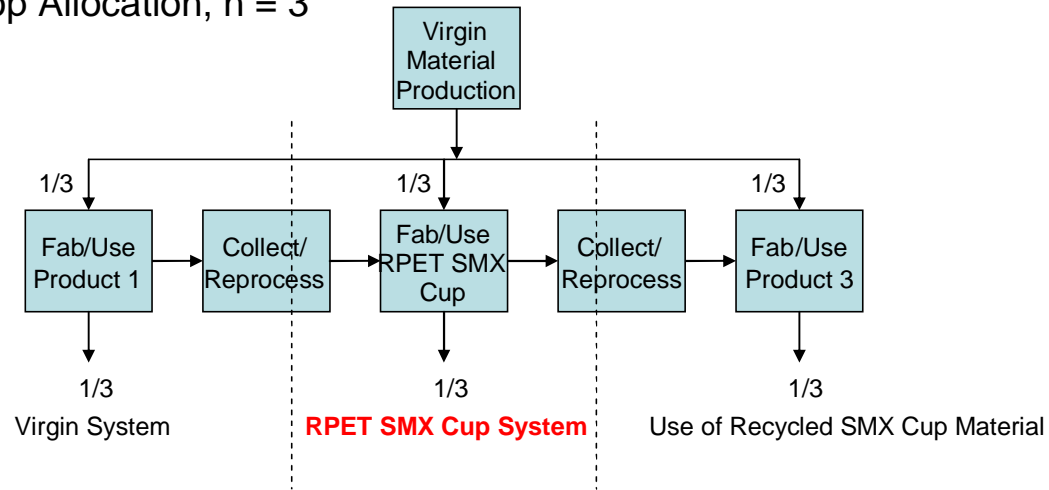 op Allocation, n = 3
Virgin
Material
Production
1/3
1/3
1/3
Fab/Use
Product 1
Collect/
Reprocess
Fab/Use
RPET SMX
Cup
Collect/
Reprocess
Fab/Use
Product 3
1/3
1/3
1/3
Virgin System
RPET SMX Cup System
Use of Recycled SMX Cup Material